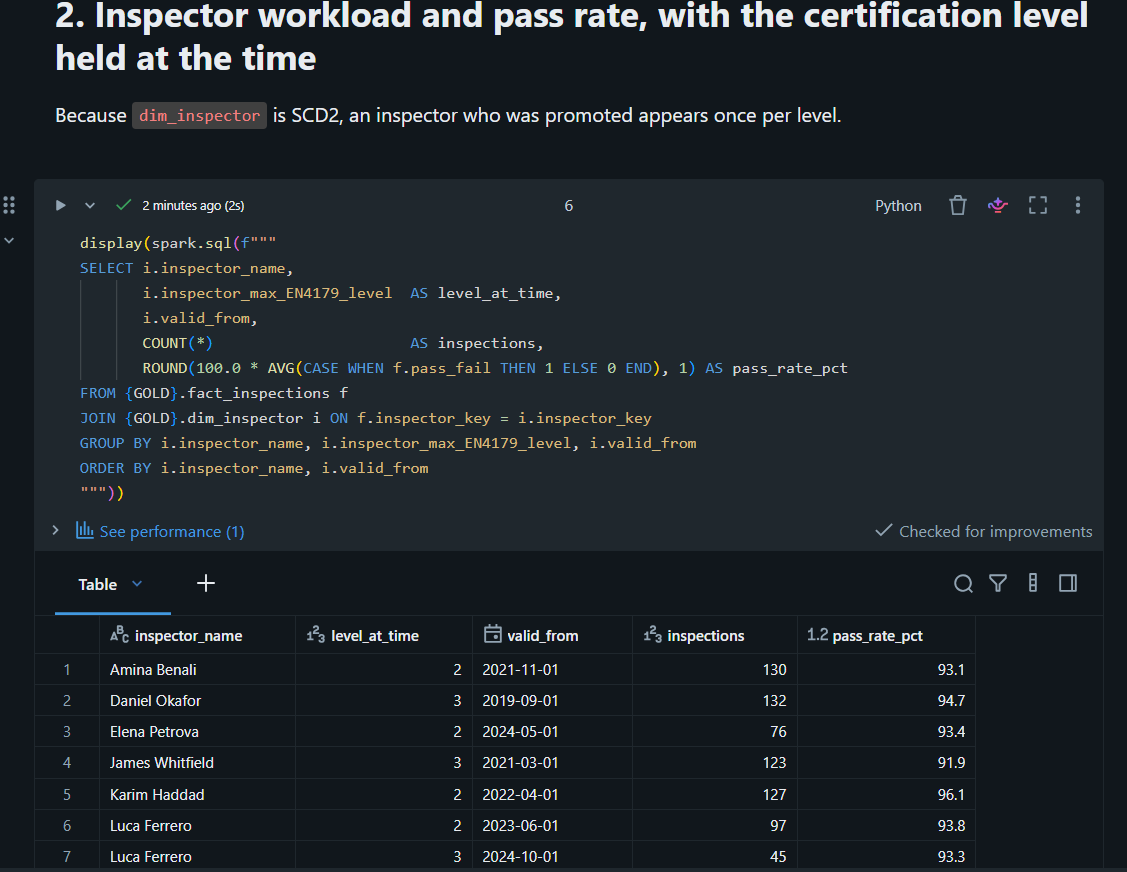 2. Inspector workload and pass rate, with the certification level
held at the time
Because dim_inspector is SCD2, an inspector who was promoted appears once per level.
2 minutes ago (2s)
6
Python
display(spark.sql(f"""
SELECT i.inspector_name,
i.inspector_max_EN4179_level AS level_at_time,
i.valid_from,
COUNT(*) AS inspections,
ROUND(100.0 * AVG(CASE WHEN f.pass_fail THEN 1 ELSE 0 END), 1) AS pass_rate_pct
FROM {GOLD}.fact_inspections f
JOIN {GOLD}.dim_inspector i ON f.inspector_key = i.inspector_key
GROUP BY i.inspector_name, i.inspector_max_EN4179_level, i.valid_from
ORDER BY i.inspector_name, i.valid_from
"""))
See performance (1)
Checked for improvements
Table
ABC inspector_name 123 level_at_time valid_from 123 inspections 1.2 pass_rate_pct
1 Amina Benali 2 2021-11-01 130 93.1
2 Daniel Okafor 3 2019-09-01 132 94.7
3 Elena Petrova 2 2024-05-01 76 93.4
4 James Whitfield 3 2021-03-01 123 91.9
5 Karim Haddad 2 2022-04-01 127 96.1
6 Luca Ferrero 2 2023-06-01 97 93.8
7 Luca Ferrero 3 2024-10-01 45 93.3